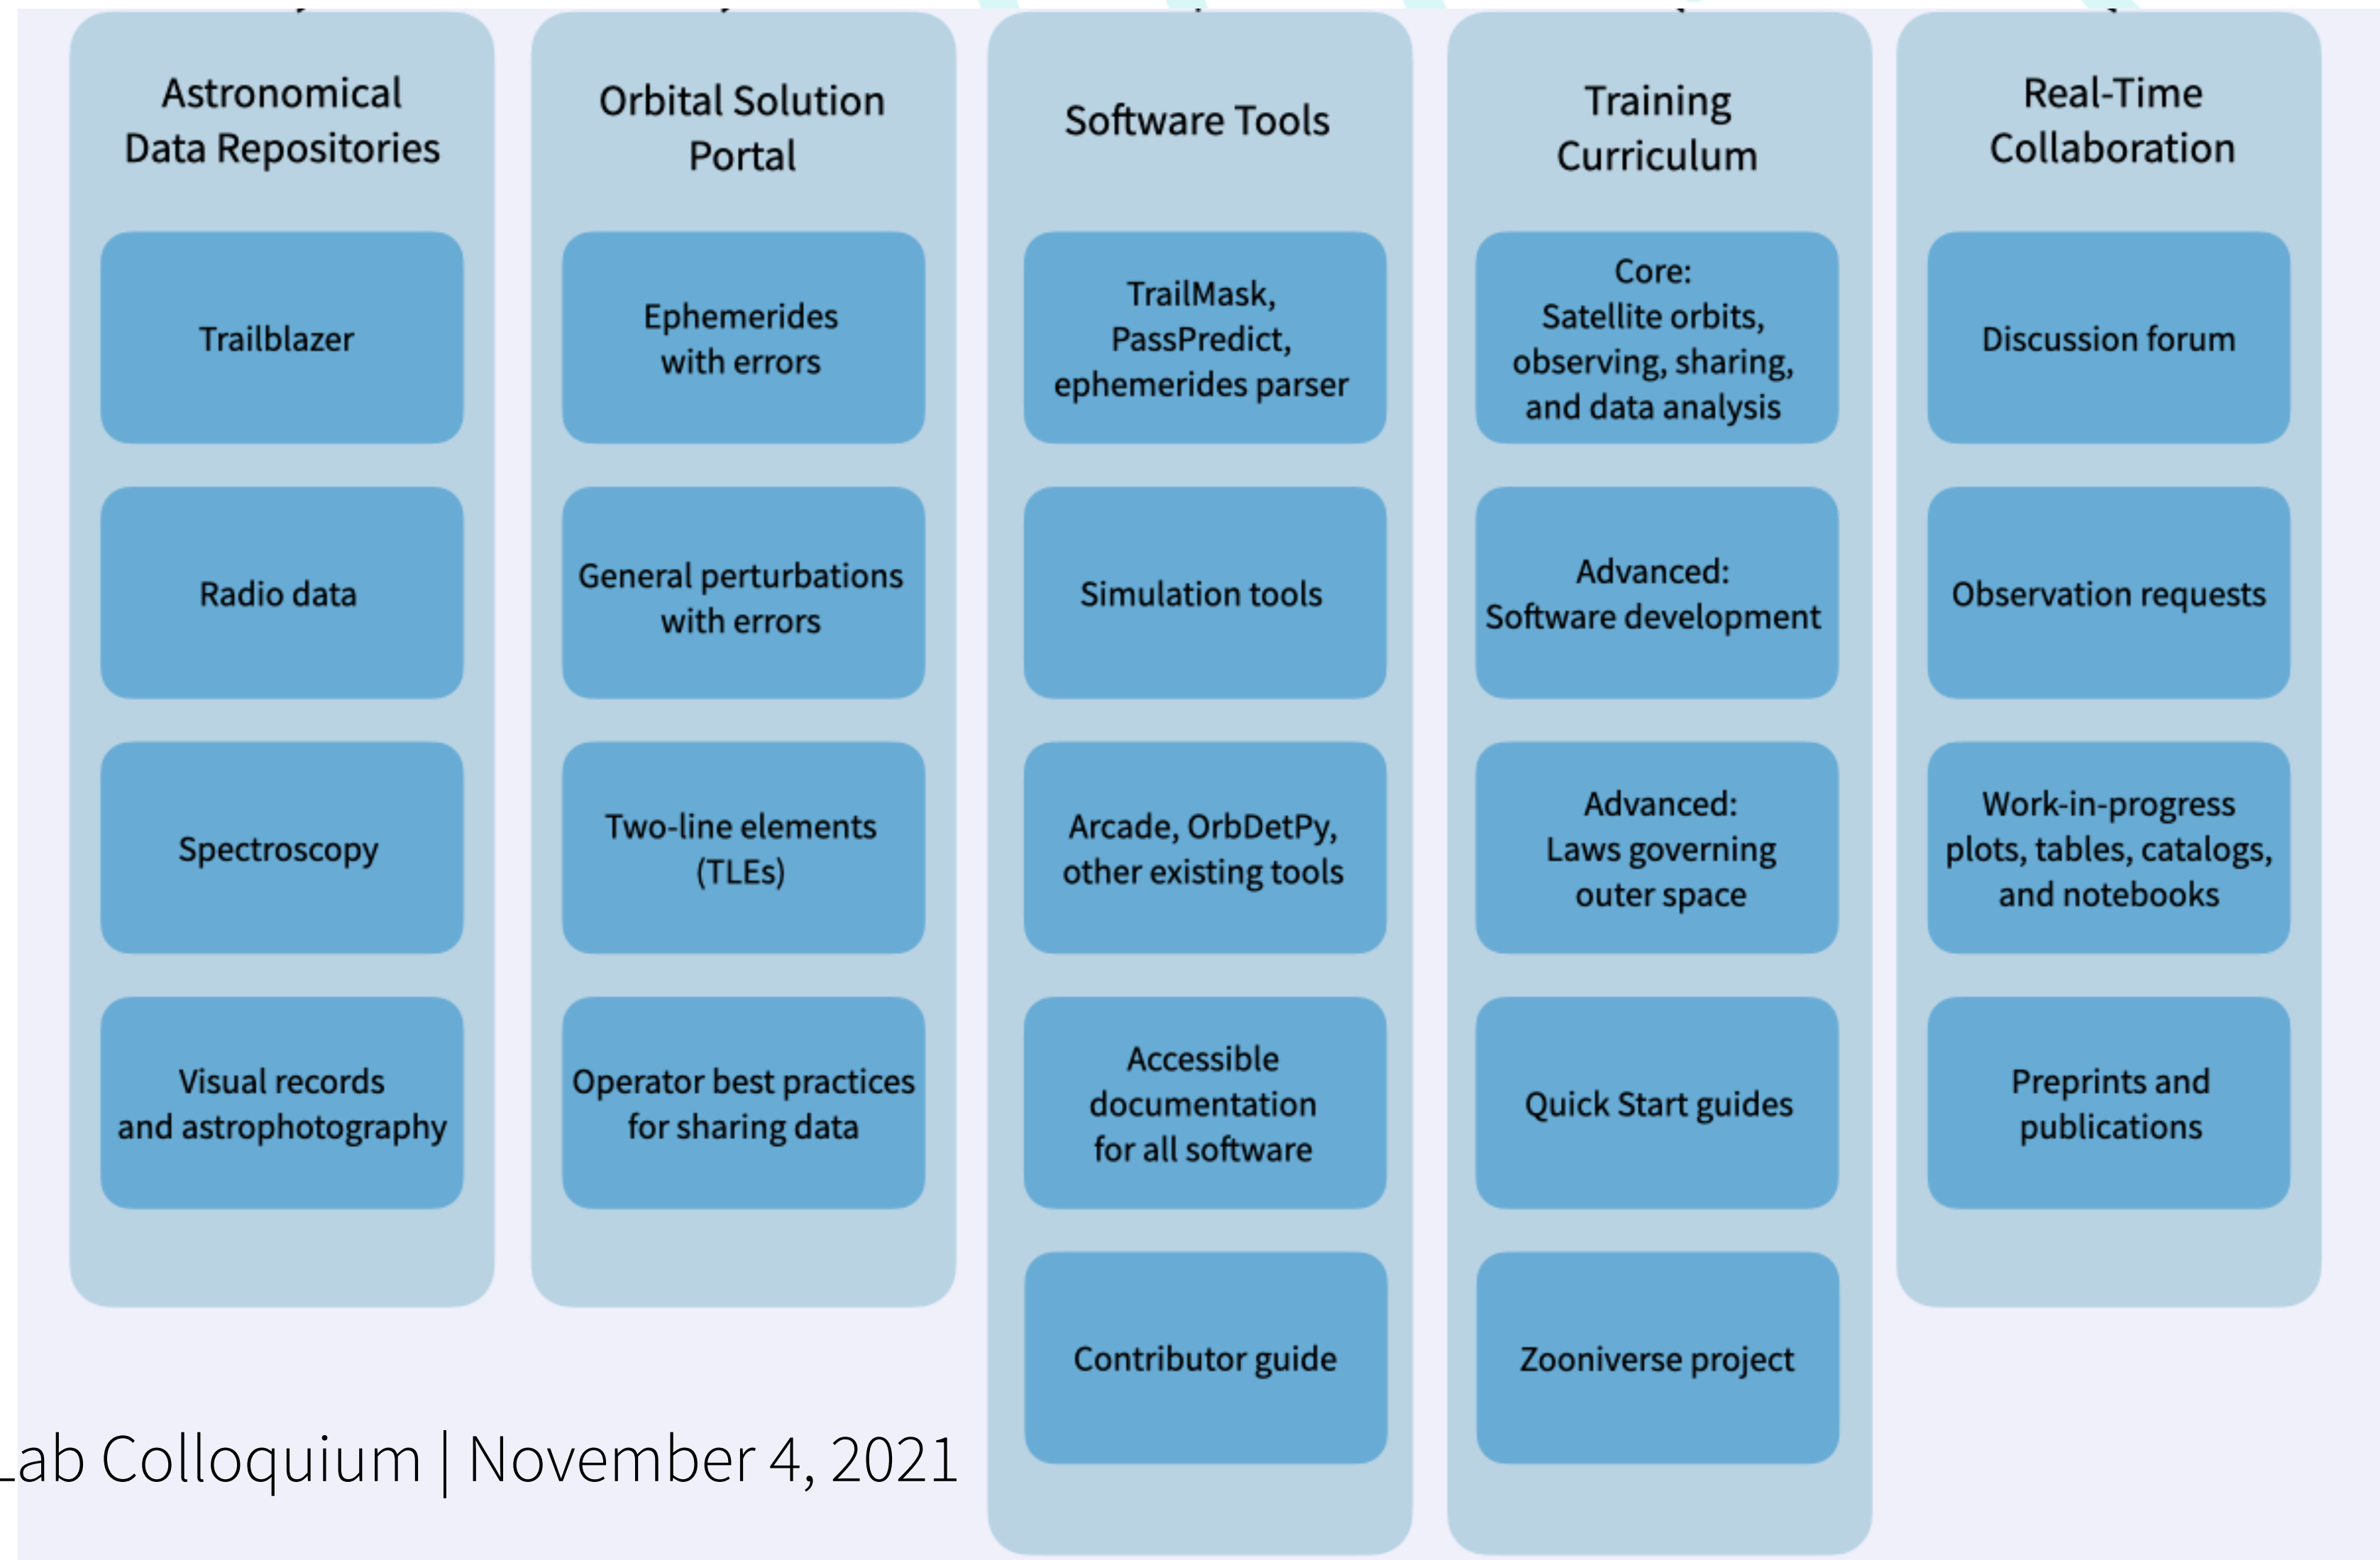 Astronomical
Data Repositories
Trailblazer
Radio data
Spectroscopy
Visual records
and astrophotography
Orbital Solution
Portal
Ephemerides
with errors
General perturbations
with errors
Two-line elements
(TLEs)
Operator best practices
for sharing data
Software Tools
TrailMask,
PassPredict,
ephemerides parser
Simulation tools
Arcade, OrbDetPy,
other existing tools
Accessible
documentation
for all software
Contributor guide
Training
Curriculum
Core:
Satellite orbits,
observing, sharing,
and data analysis
Advanced:
Software development
Advanced:
Laws governing
outer space
Quick Start guides
Zooniverse project
Real-Time
Collaboration
Discussion forum
Observation requests
Work-in-progress
plots, tables, catalogs,
and notebooks
Preprints and
publications
Lab Colloquium | November 4, 2021